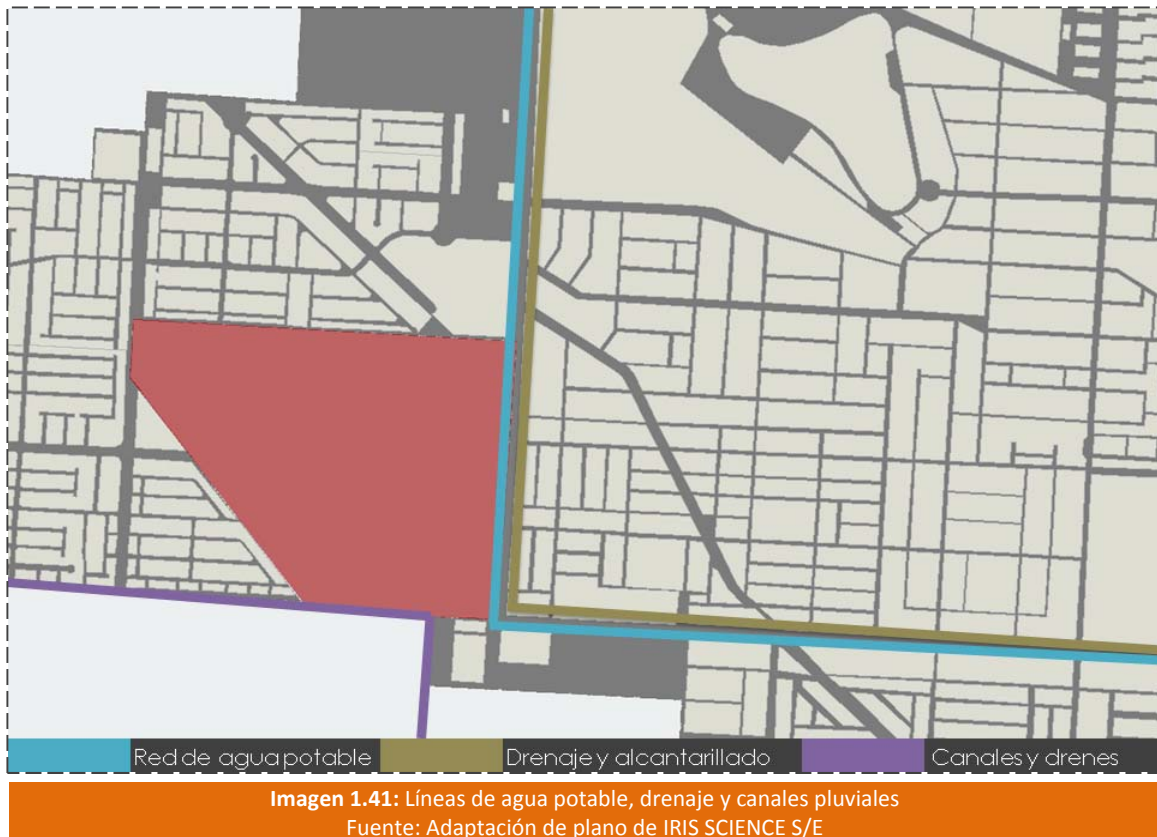 Red de agua potable
Drenaje y alcantarillado
Canales y drenes
Imagen 1.41: Líneas de agua potable, drenaje y canales pluviales
Fuente: Adaptación de plano de IRIS SCIENCE S/E